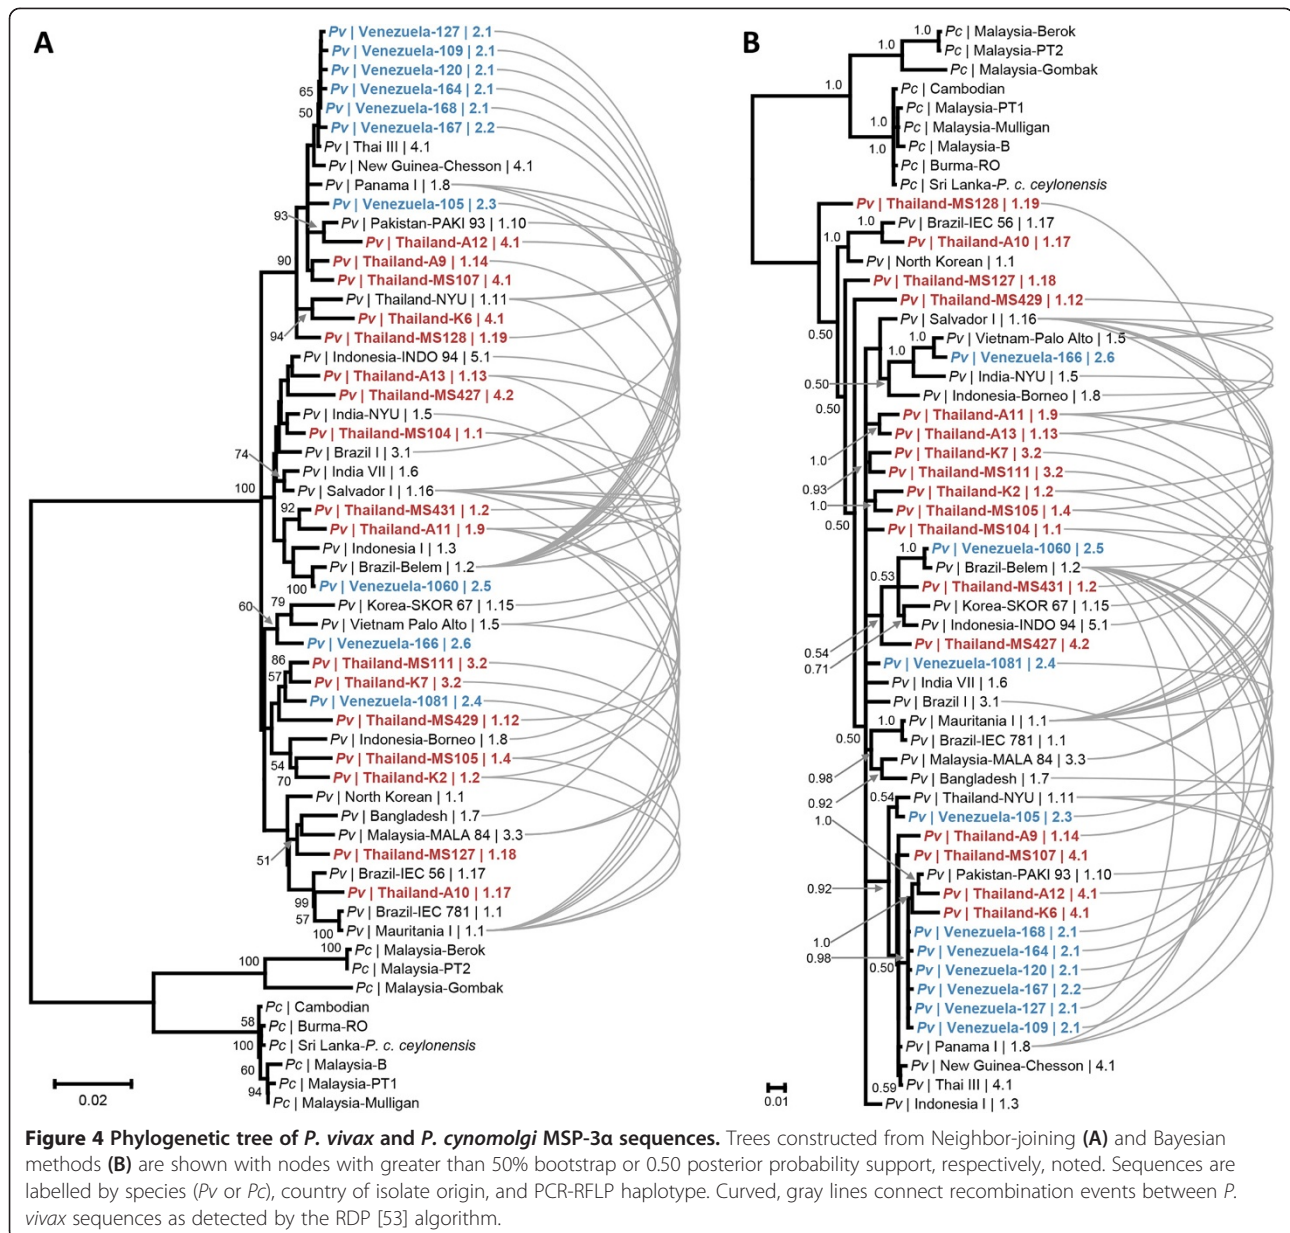 A
Pv | Venezuela-127 | 2.1
Pv | Venezuela-109 | 2.1
Pv | Venezuela-120 | 2.1
65
Pv | Venezuela-164 | 2.1
50
Pv | Venezuela-168 | 2.1
Pv | Venezuela-167 | 2.2
Pv | Thai III | 4.1
Pv | New Guinea-Chesson | 4.1
Pv | Panama I | 1.8
Pv | Venezuela-105 | 2.3
93
Pv | Pakistan-PAKI 93 | 1.10
Pv | Thailand-A12 | 4.1
90
Pv | Thailand-A9 | 1.14
Pv | Thailand-MS107 | 4.1
Pv | Thailand-NYU | 1.11
Pv | Thailand-K6 | 4.1
94
Pv | Thailand-MS128 | 1.19
Pv | Indonesia-INDO 94 | 5.1
Pv | Thailand-A13 | 1.13
Pv | Thailand-MS427 | 4.2
Pv | India-NYU | 1.5
Pv | Thailand-MS104 | 1.1
74
Pv | Brazil I | 3.1
Pv | India VII | 1.6
100
Pv | Salvador I | 1.16
92
Pv | Thailand-MS431 | 1.2
Pv | Thailand-A11 | 1.9
Pv | Indonesia I | 1.3
Pv | Brazil-Belem | 1.2
100
Pv | Venezuela-1060 | 2.5
60
79
Pv | Korea-SKOR 67 | 1.15
Pv | Vietnam Palo Alto | 1.5
Pv | Venezuela-166 | 2.6
86
Pv | Thailand-MS111 | 3.2
57
Pv | Thailand-K7 | 3.2
Pv | Venezuela-1081 | 2.4
Pv | Thailand-MS429 | 1.12
Pv | Indonesia-Borneo | 1.8
54
Pv | Thailand-MS105 | 1.4
70
Pv | Thailand-K2 | 1.2
Pv | North Korean | 1.1
Pv | Bangladesh | 1.7
Pv | Malaysia-MALA 84 | 3.3
51
Pv | Thailand-MS127 | 1.18
Pv | Brazil-IEC 56 | 1.17
Pv | Thailand-A10 | 1.17
99
57
Pv | Brazil-IEC 781 | 1.1
100
Pv | Mauritania I | 1.1
100
Pc | Malaysia-Berok
100
Pc | Malaysia-PT2
Pc | Malaysia-Gombak
Pc | Cambodian
58
Pc | Burma-RO
100
Pc | Sri Lanka-P. c. ceylonensis
60
Pc | Malaysia-B
94
Pc | Malaysia-PT1
Pc | Malaysia-Mulligan
0.02
B
1.0
Pc | Malaysia-Berok
1.0
Pc | Malaysia-PT2
Pc | Malaysia-Gombak
1.0
Pc | Cambodian
Pc | Malaysia-PT1
1.0
Pc | Malaysia-Mulligan
1.0
Pc | Malaysia-B
Pc | Burma-RO
Pc | Sri Lanka-P. c. ceylonensis
Pv | Thailand-MS128 | 1.19
1.0
Pv | Brazil-IEC 56 | 1.17
1.0
Pv | Thailand-A10 | 1.17
Pv | North Korean | 1.1
Pv | Thailand-MS127 | 1.18
Pv | Thailand-MS429 | 1.12
Pv | Salvador I | 1.16
0.50
1.0
Pv | Vietnam-Palo Alto | 1.5
1.0
Pv | Venezuela-166 | 2.6
Pv | India-NYU | 1.5
0.50
Pv | Indonesia-Borneo | 1.8
0.50
Pv | Thailand-A11 | 1.9
Pv | Thailand-A13 | 1.13
1.0
Pv | Thailand-K7 | 3.2
Pv | Thailand-MS111 | 3.2
0.93
Pv | Thailand-K2 | 1.2
1.0
Pv | Thailand-MS105 | 1.4
0.50
Pv | Thailand-MS104 | 1.1
1.0
Pv | Venezuela-1060 | 2.5
Pv | Brazil-Belem | 1.2
0.53
Pv | Thailand-MS431 | 1.2
Pv | Korea-SKOR 67 | 1.15
Pv | Indonesia-INDO 94 | 5.1
0.54
Pv | Thailand-MS427 | 4.2
0.71
Pv | Venezuela-1081 | 2.4
Pv | India VII | 1.6
Pv | Brazil I | 3.1
1.0
Pv | Mauritania I | 1.1
0.50
Pv | Brazil-IEC 781 | 1.1
Pv | Malaysia-MALA 84 | 3.3
0.98
Pv | Bangladesh | 1.7
0.92
0.54
Pv | Thailand-NYU | 1.11
1.0
Pv | Venezuela-105 | 2.3
Pv | Thailand-A9 | 1.14
Pv | Thailand-MS107 | 4.1
Pv | Pakistan-PAKI 93 | 1.10
0.92
Pv | Thailand-A12 | 4.1
Pv | Thailand-K6 | 4.1
Pv | Venezuela-168 | 2.1
1.0
Pv | Venezuela-164 | 2.1
0.98
0.50
Pv | Venezuela-120 | 2.1
Pv | Venezuela-167 | 2.2
Pv | Venezuela-127 | 2.1
Pv | Venezuela-109 | 2.1
Pv | Panama I | 1.8
Pv | New Guinea-Chesson | 4.1
0.59
Pv | Thai III | 4.1
Pv | Indonesia I | 1.3
0.01
Figure 4 Phylogenetic tree of P. vivax and P. cynomolgi MSP-3α sequences. Trees constructed from Neighbor-joining (A) and Bayesian
methods (B) are shown with nodes with greater than 50% bootstrap or 0.50 posterior probability support, respectively, noted. Sequences are
labelled by species (Pv or Pc), country of isolate origin, and PCR-RFLP haplotype. Curved, gray lines connect recombination events between P.
vivax sequences as detected by the RDP [53] algorithm.